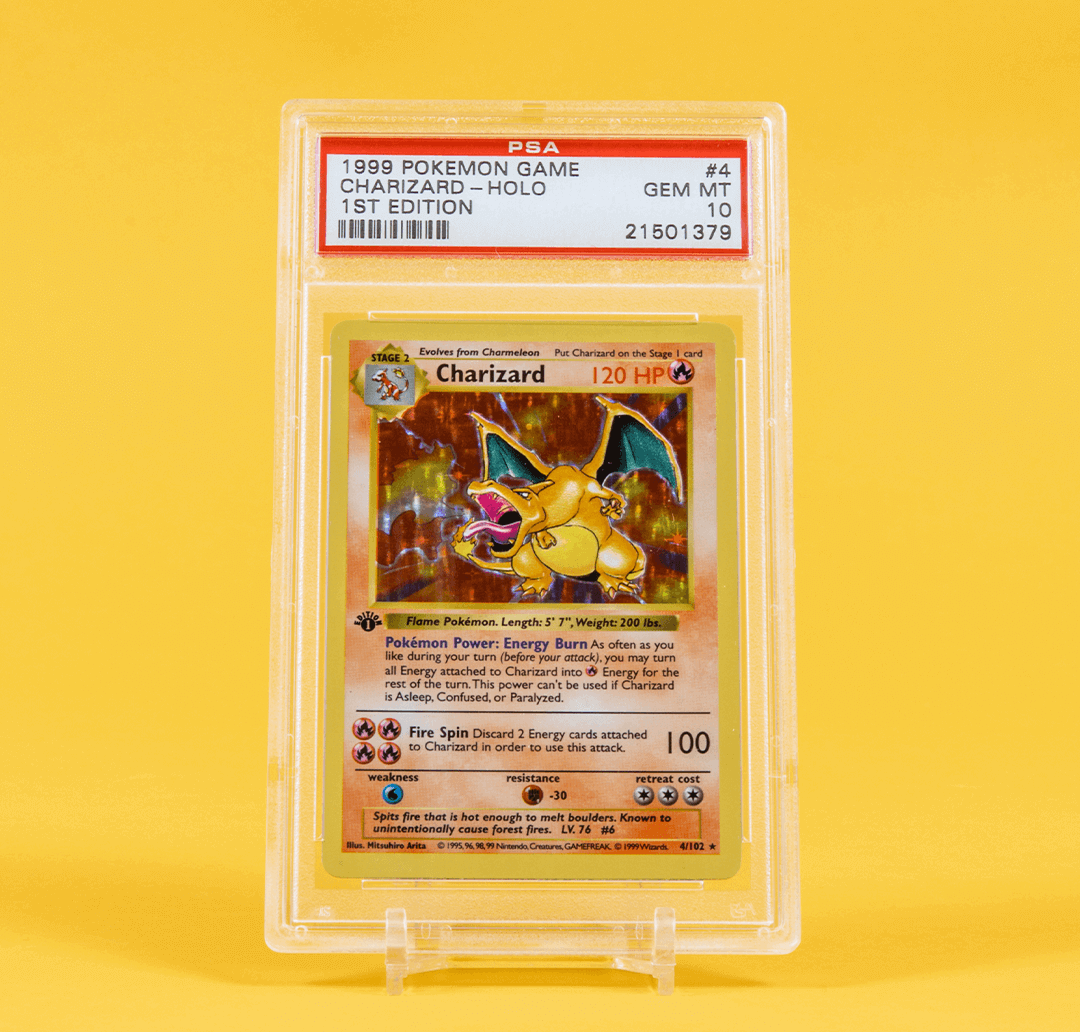 PSA
1999 POKEMON GAME #4
CHARIZARD – HOLO GEM MT
1ST EDITION 10
21501379
STAGE 2 Evolves from Charmeleon Put Charizard on the Stage 1 card
Charizard 120 HP
EDITION 1
Flame Pokémon. Length: 5' 7", Weight: 200 lbs.
Pokémon Power: Energy Burn As often as you
like during your turn (before your attack), you may turn
all Energy attached to Charizard into Energy for the
rest of the turn. This power can't be used if Charizard
is Asleep, Confused, or Paralyzed.
Fire Spin Discard 2 Energy cards attached
to Charizard in order to use this attack. 100
weakness resistance retreat cost
-30
Spits fire that is hot enough to melt boulders. Known to
unintentionally cause forest fires. LV. 76 #6
Illus. Mitsuhiro Arita © 1995, 96, 98, 99 Nintendo, Creatures, GAMEFREAK. © 1999 Wizards. 4/102 ★
PSA